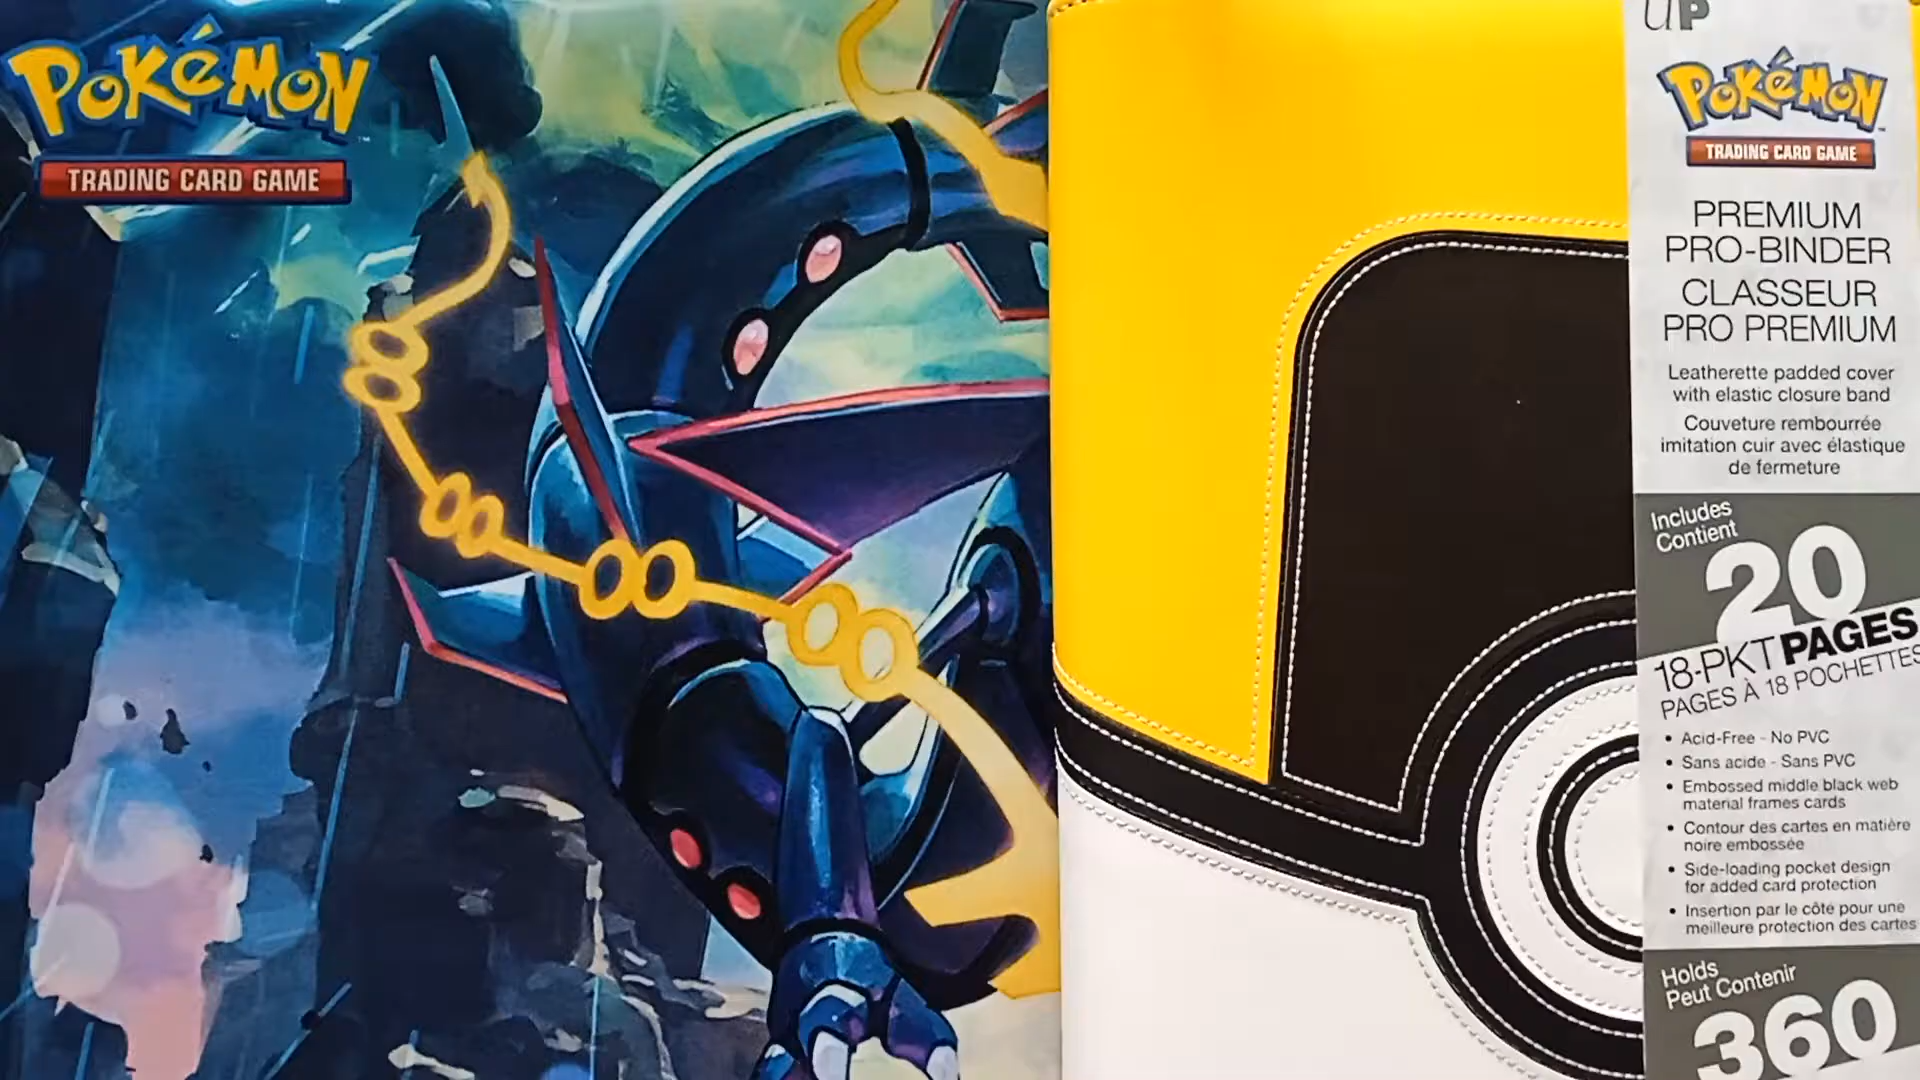 POKéMON
TRADING CARD GAME
UP
POKéMON
TRADING CARD GAME
PREMIUM
PRO-BINDER
CLASSEUR
PRO PREMIUM
Leatherette padded cover
with elastic closure band
Couverture rembourrée
imitation cuir avec élastique
de fermeture
Includes
Contient
20
18-PKT PAGES
PAGES À 18 POCHETTES
• Acid-Free - No PVC
• Sans acide - Sans PVC
• Embossed middle black web
material frames cards
• Contour des cartes en matière
noire embossée
• Side-loading pocket design
for added card protection
• Insertion par le côté pour une
meilleure protection des cartes
Holds
Peut Contenir
360